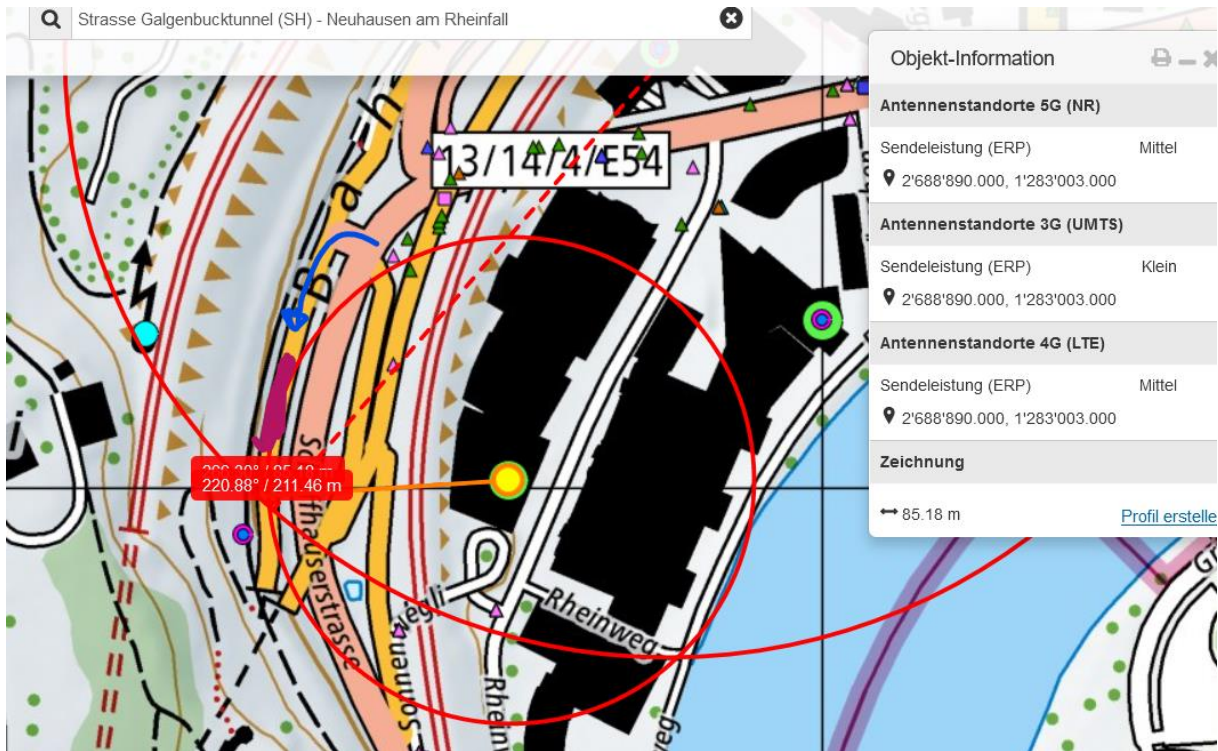 Strasse Galgenbucktunnel (SH) - Neuhausen am Rheinfall
Objekt-Information
Antennenstandorte 5G (NR)
Sendeleistung (ERP) Mittel
2'688'890.000, 1'283'003.000
Antennenstandorte 3G (UMTS)
Sendeleistung (ERP) Klein
2'688'890.000, 1'283'003.000
Antennenstandorte 4G (LTE)
Sendeleistung (ERP) Mittel
2'688'890.000, 1'283'003.000
Zeichnung
85.18 m Profil erstelle
13/14/4/E54
220.88° / 211.46 m
Rheinweg